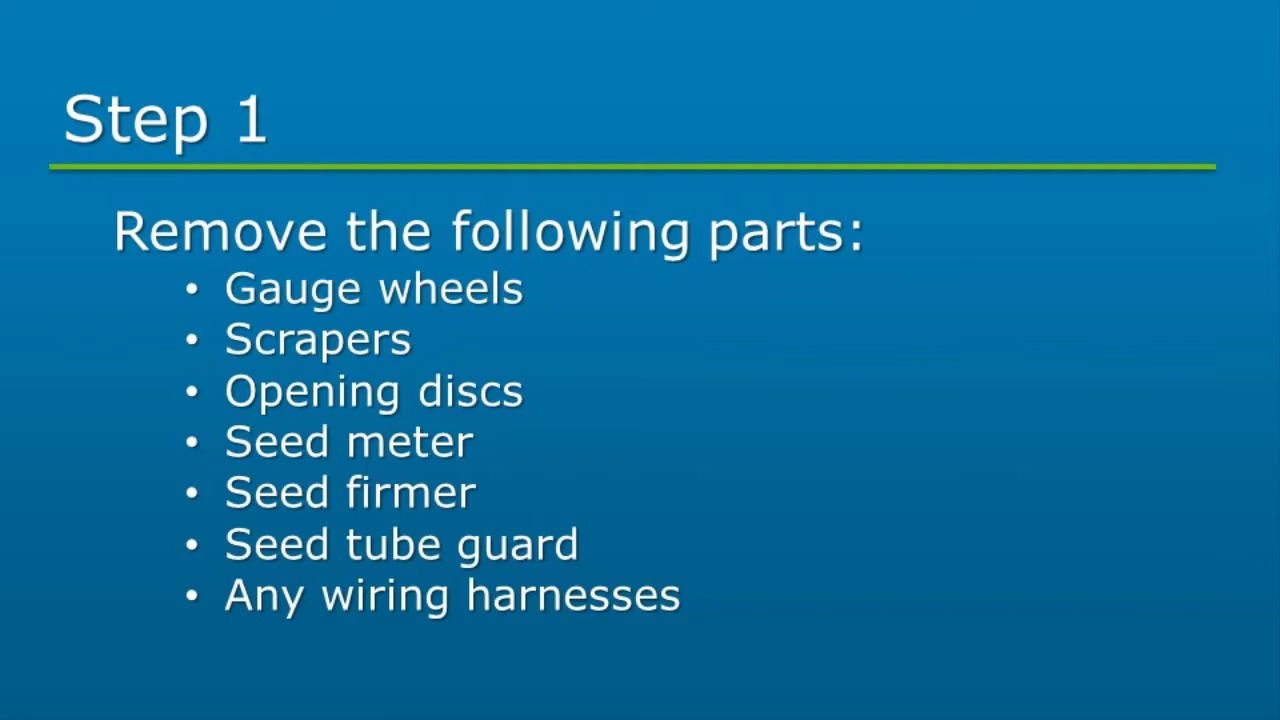 Step 1
Remove the following parts:
• Gauge wheels
• Scrapers
• Opening discs
• Seed meter
• Seed firmer
• Seed tube guard
• Any wiring harnesses